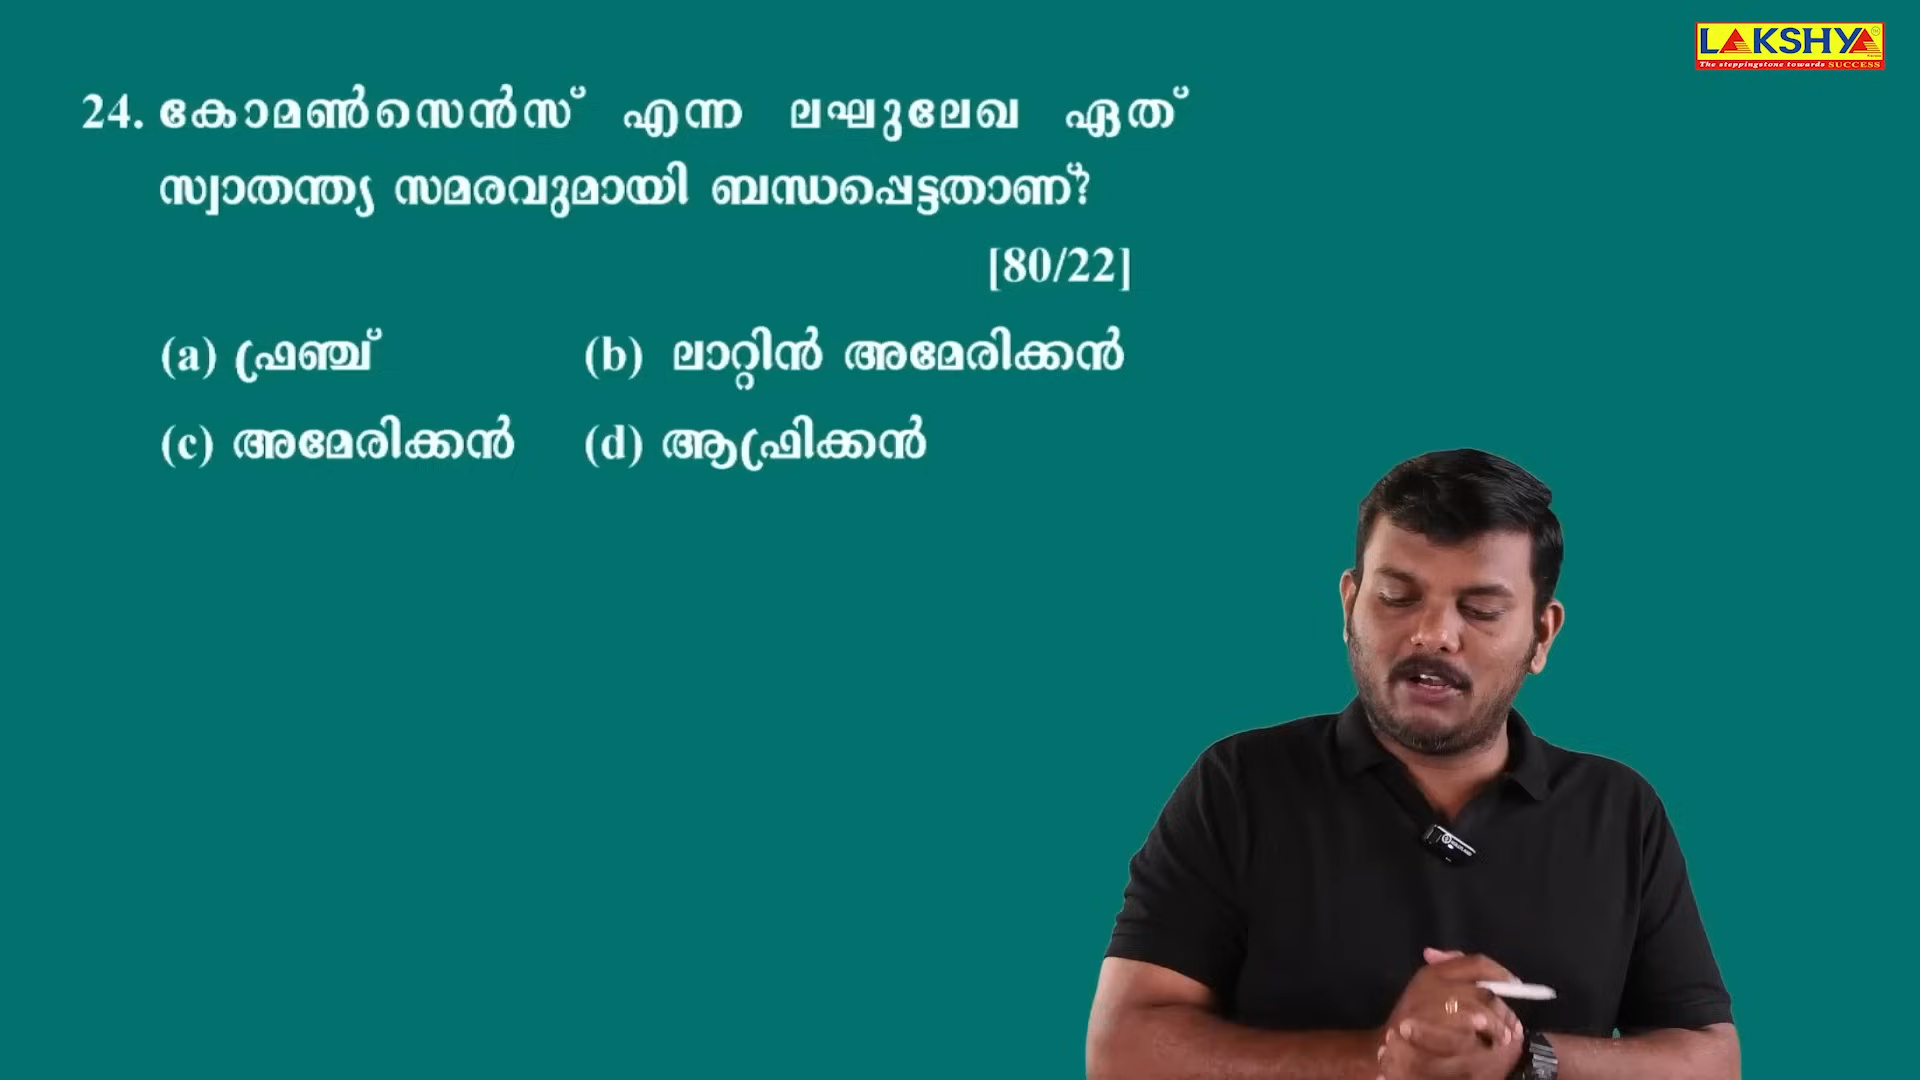 LAKSHYA
The steppingstone towards SUCCESS
24. കോമൺസെൻസ് എന്ന ലഘുലേഖ ഏത്
സ്വാതന്ത്ര്യ സമരവുമായി ബന്ധപ്പെട്ടതാണ്?
[80/22]
(a) ഫ്രഞ്ച് (b) ലാറ്റിൻ അമേരിക്കൻ
(c) അമേരിക്കൻ (d) ആഫ്രിക്കൻ